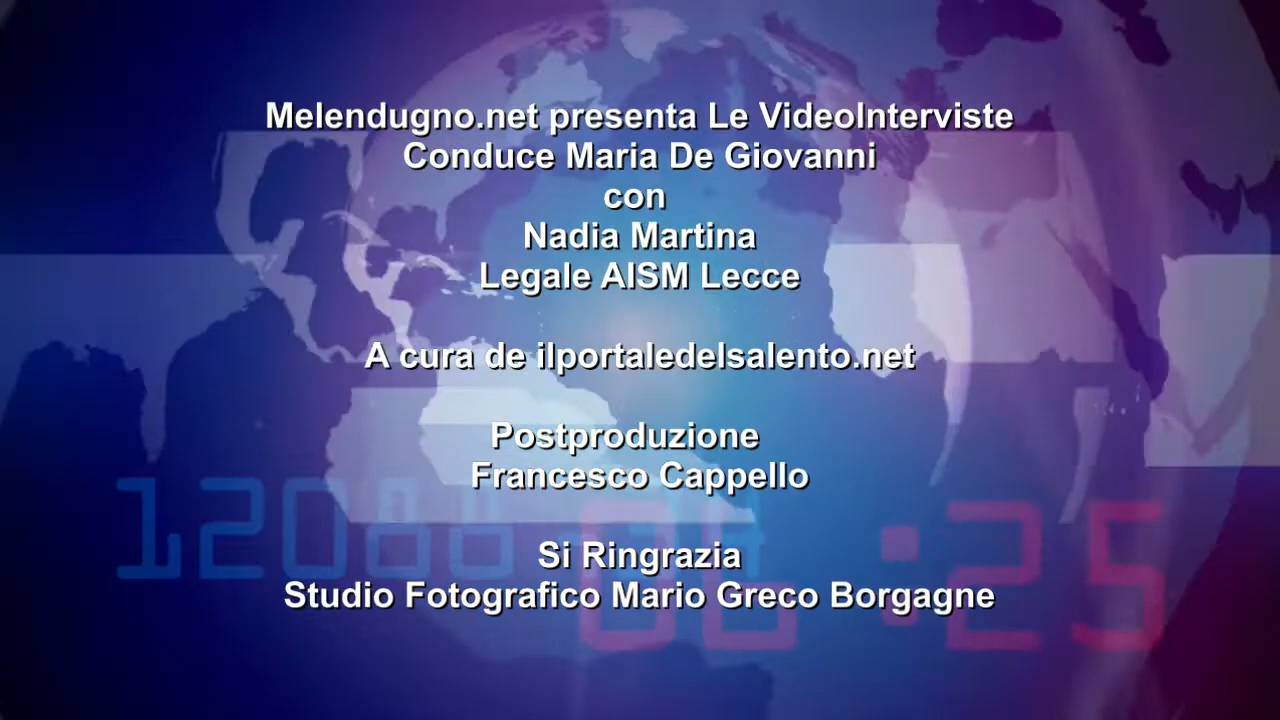 Melendugno.net presenta Le VideoInterviste
Conduce Maria De Giovanni
con
Nadia Martina
Legale AISM Lecce
A cura de ilportaledelsalento.net
Postproduzione
Francesco Cappello
Si Ringrazia
Studio Fotografico Mario Greco Borgagne